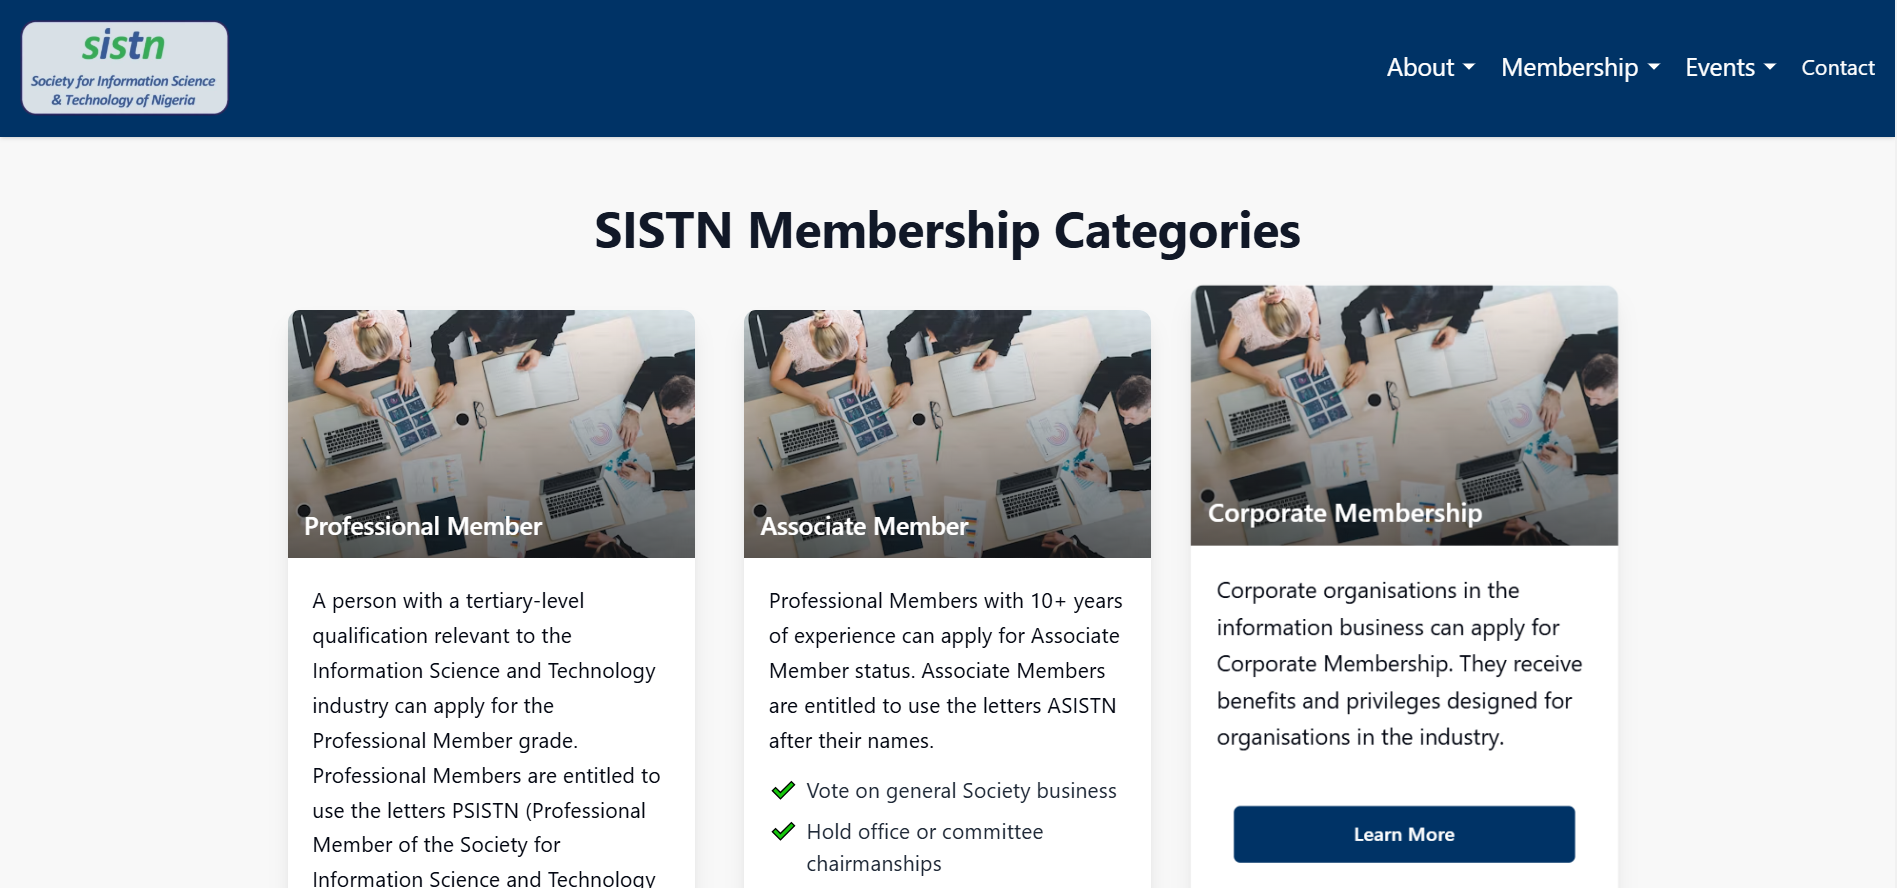 sistn
Society for Information Science
& Technology of Nigeria
About
Membership
Events
Contact
SISTN Membership Categories
Professional Member
A person with a tertiary-level
qualification relevant to the
Information Science and Technology
industry can apply for the
Professional Member grade.
Professional Members are entitled to
use the letters PSISTN (Professional
Member of the Society for
Information Science and Technology
Associate Member
Professional Members with 10+ years
of experience can apply for Associate
Member status. Associate Members
are entitled to use the letters ASISTN
after their names.
Vote on general Society business
Hold office or committee
chairmanships
Corporate Membership
Corporate organisations in the
information business can apply for
Corporate Membership. They receive
benefits and privileges designed for
organisations in the industry.
Learn More